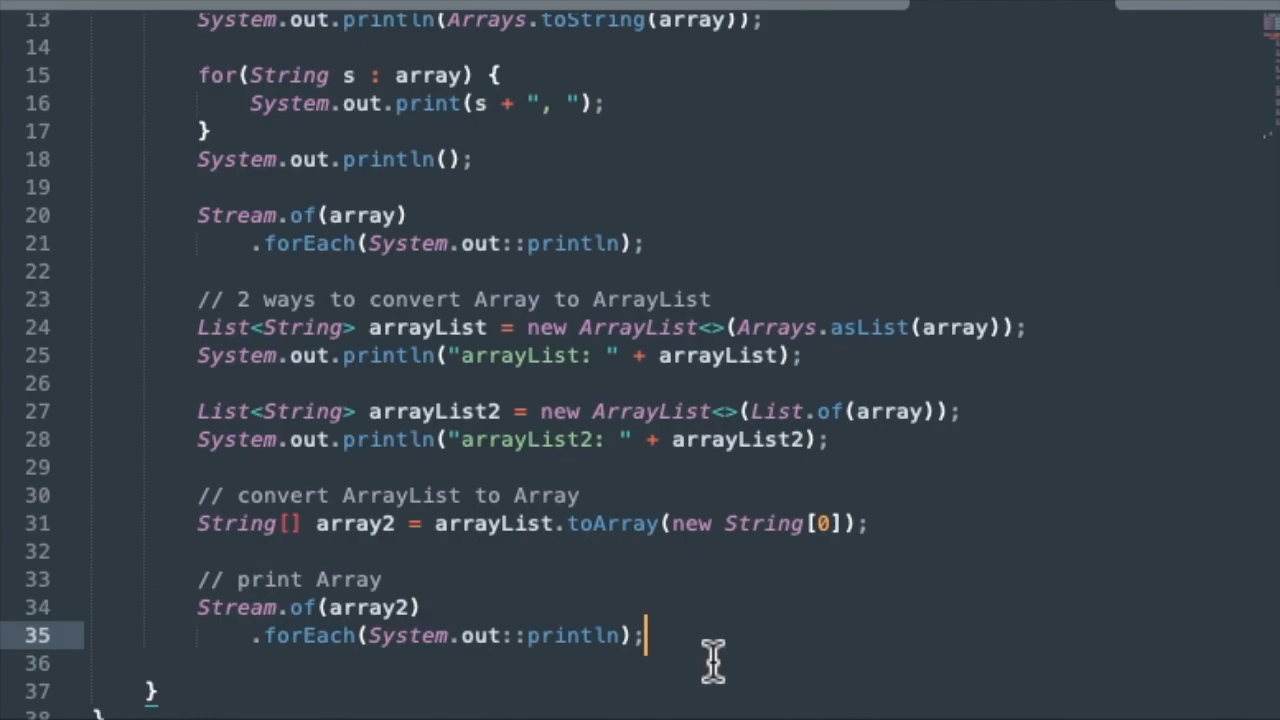 13 System.out.println(Arrays.toString(array));
14
15 for(String s : array) {
16 System.out.print(s + ", ");
17 }
18 System.out.println();
19
20 Stream.of(array)
21 .forEach(System.out::println);
22
23 // 2 ways to convert Array to ArrayList
24 List<String> arrayList = new ArrayList<>(Arrays.asList(array));
25 System.out.println("arrayList: " + arrayList);
26
27 List<String> arrayList2 = new ArrayList<>(List.of(array));
28 System.out.println("arrayList2: " + arrayList2);
29
30 // convert ArrayList to Array
31 String[] array2 = arrayList.toArray(new String[0]);
32
33 // print Array
34 Stream.of(array2)
35 .forEach(System.out::println);
36
37 }
38 }